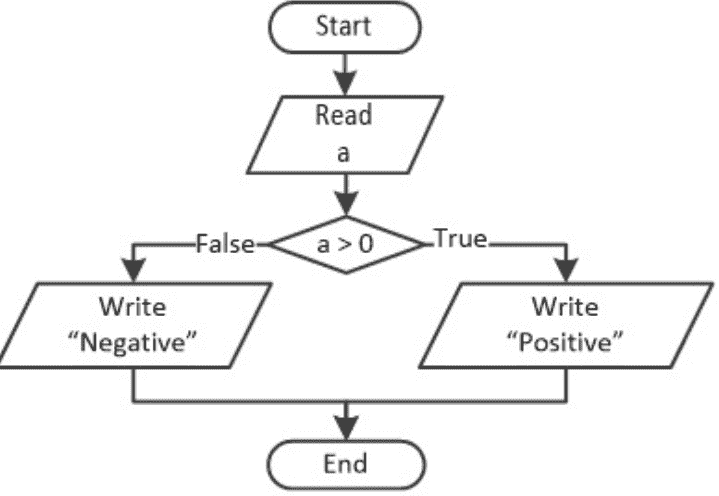 Start
Read
a
False
a > 0
True
Write
“Negative”
Write
“Positive”
End